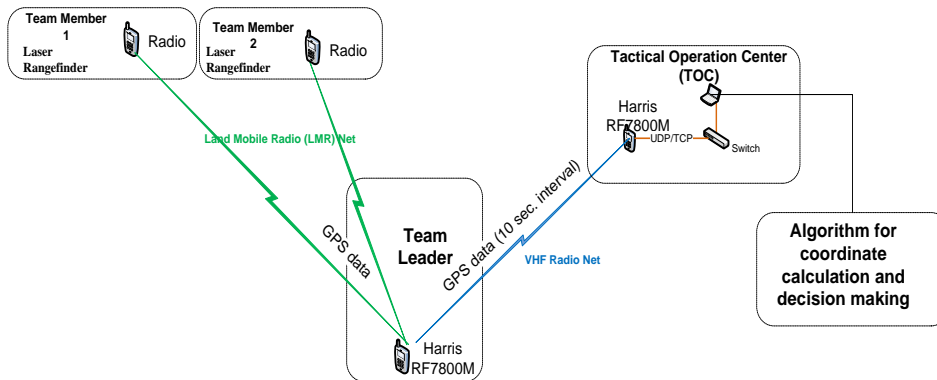 Team Member
1
Laser
Rangefinder
Radio
Team Member
2
Laser
Rangefinder
Radio
Land Mobile Radio (LMR) Net
GPS data
Team
Leader
Harris
RF7800M
GPS data (10 sec. interval)
VHF Radio Net
Tactical Operation Center
(TOC)
Harris
RF7800M
UDP/TCP
Switch
Algorithm for
coordinate
calculation and
decision making